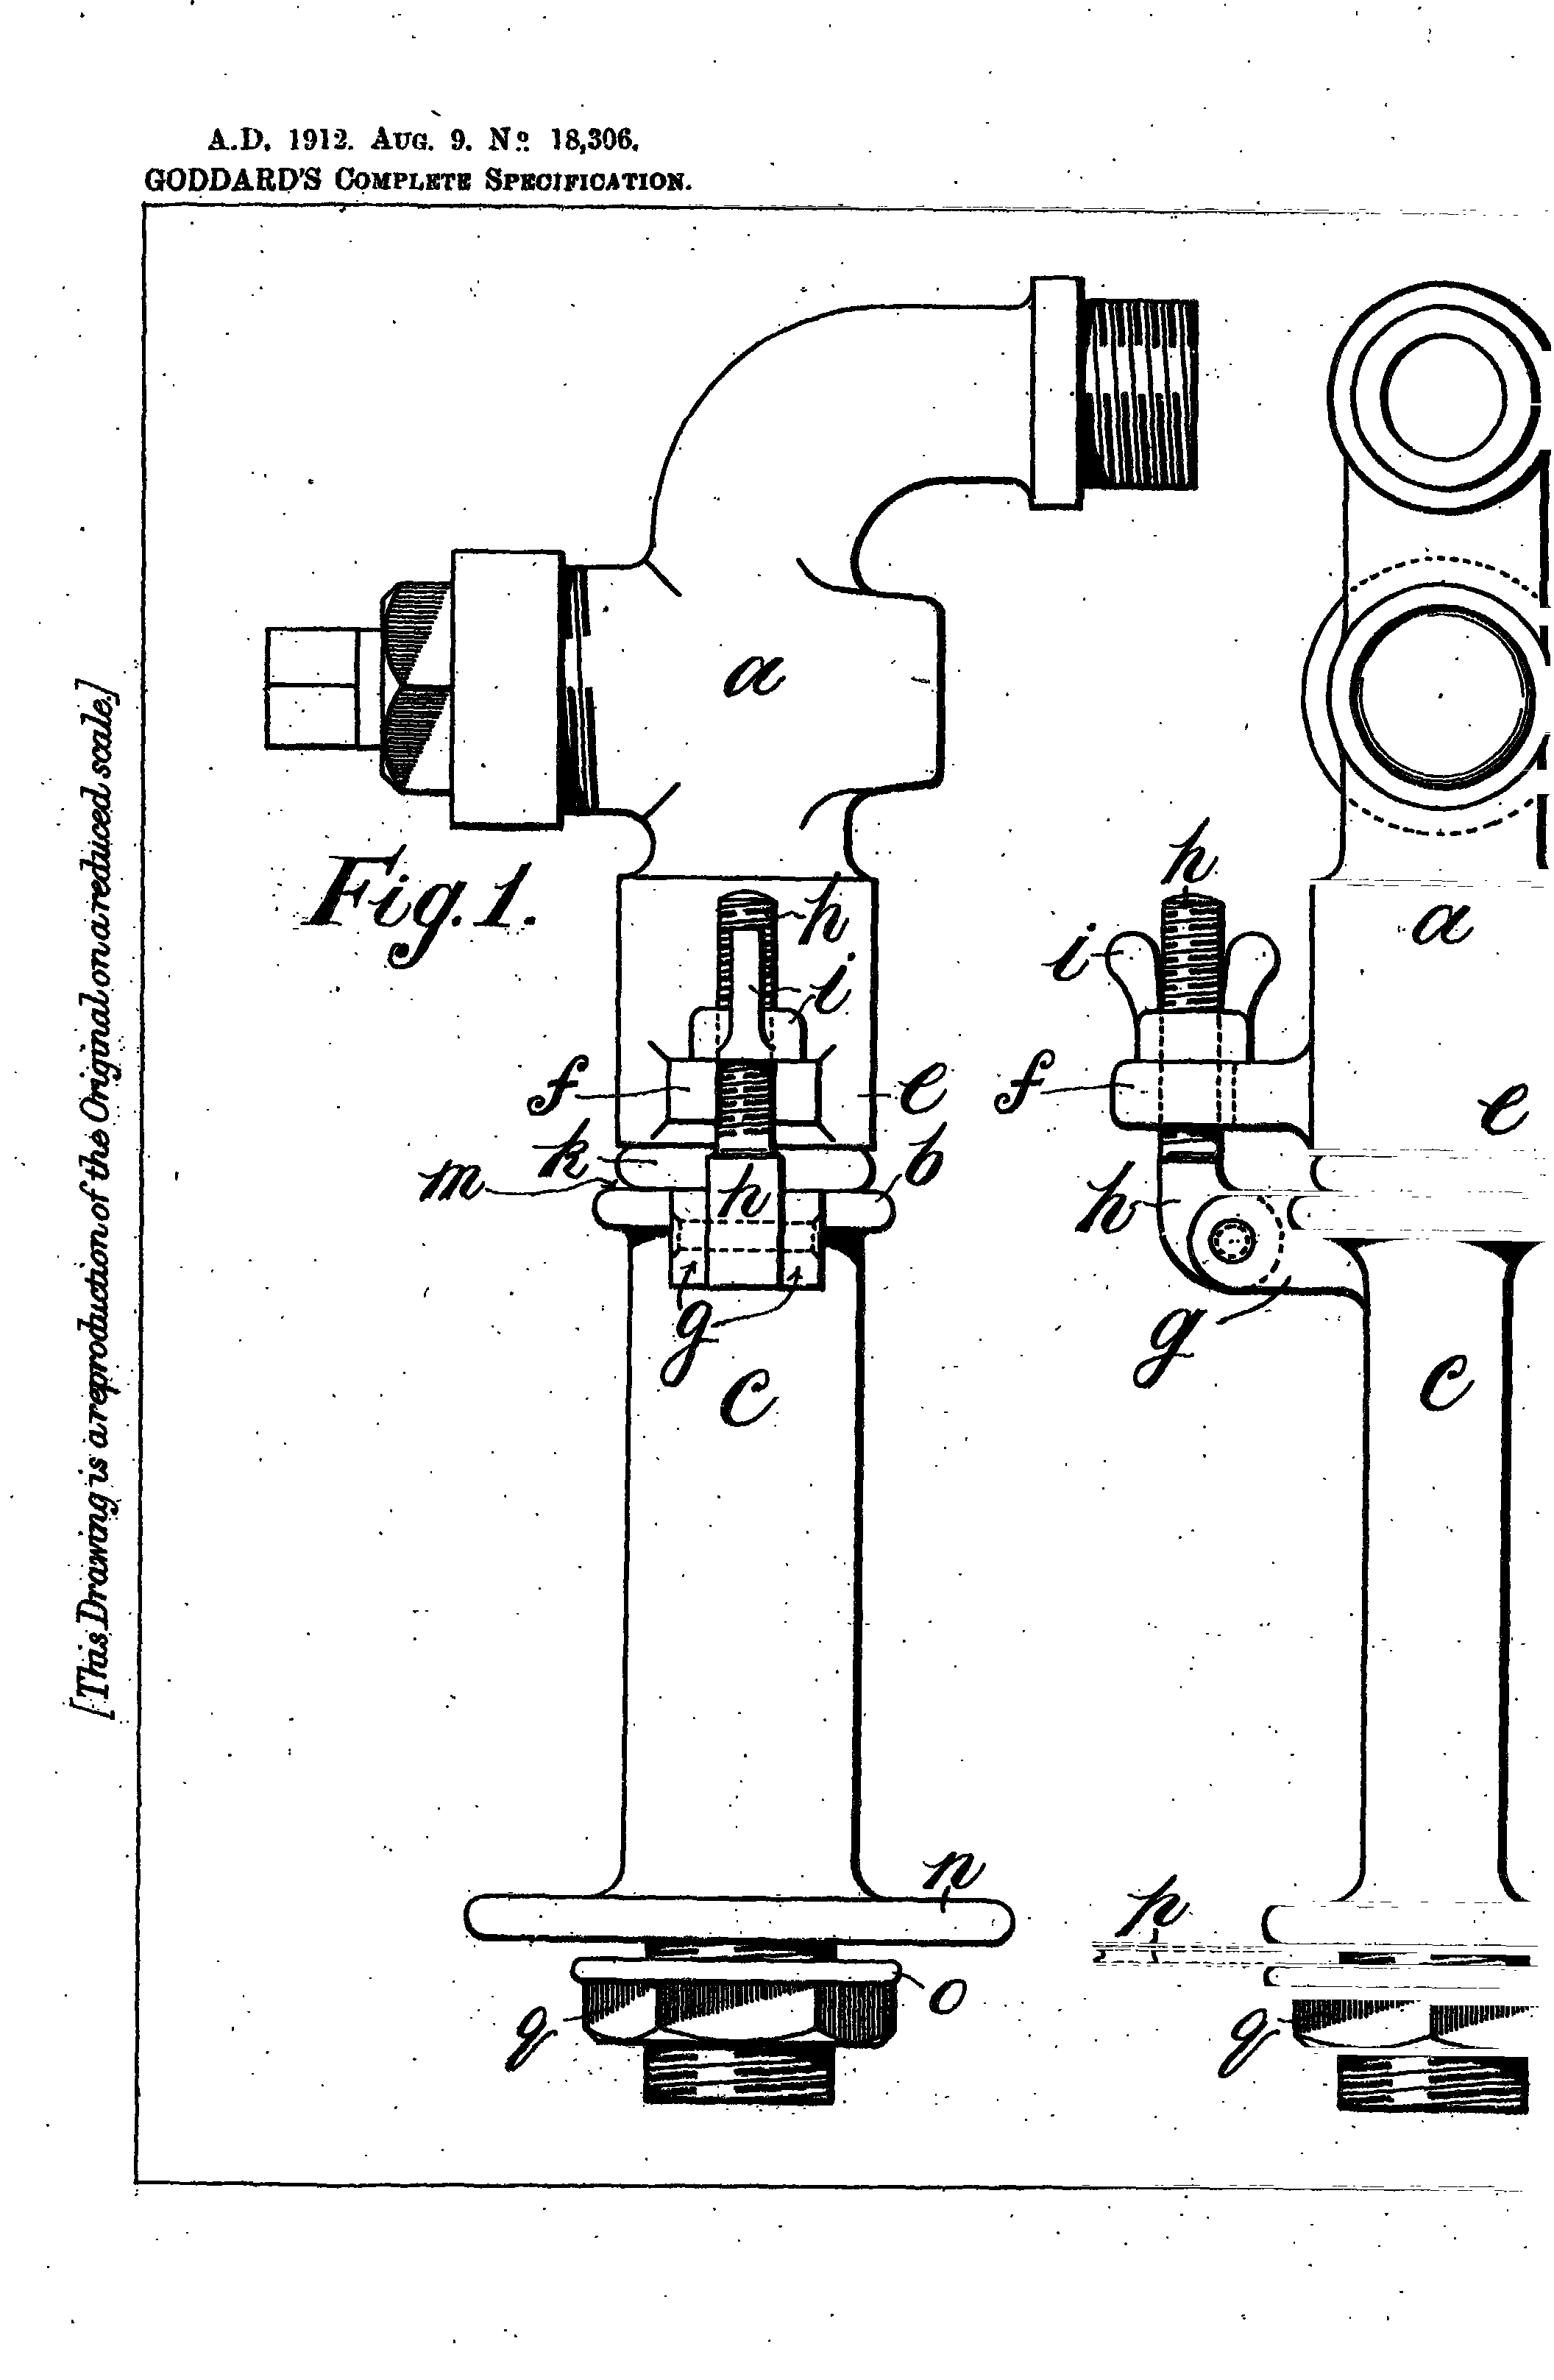 A.D. 1912. AUG. 9. No. 18,306.
GODDARD'S COMPLETE SPECIFICATION.
[This Drawing is a reproduction of the Original on a reduced scale.]
Fig. 1.
a
h
i
f
e
k
b
m
h
g
c
n
o
q
h
a
i
f
e
h
g
c
p
q